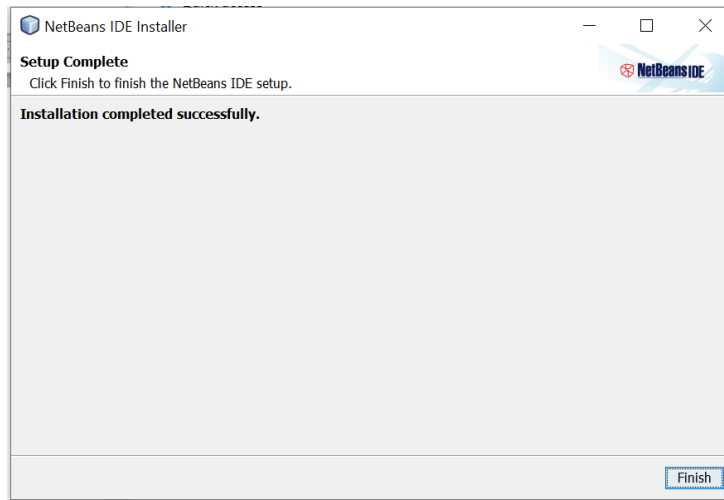 NetBeans IDE Installer
Setup Complete
Click Finish to finish the NetBeans IDE setup.
NetBeans IDE
Installation completed successfully.
Finish